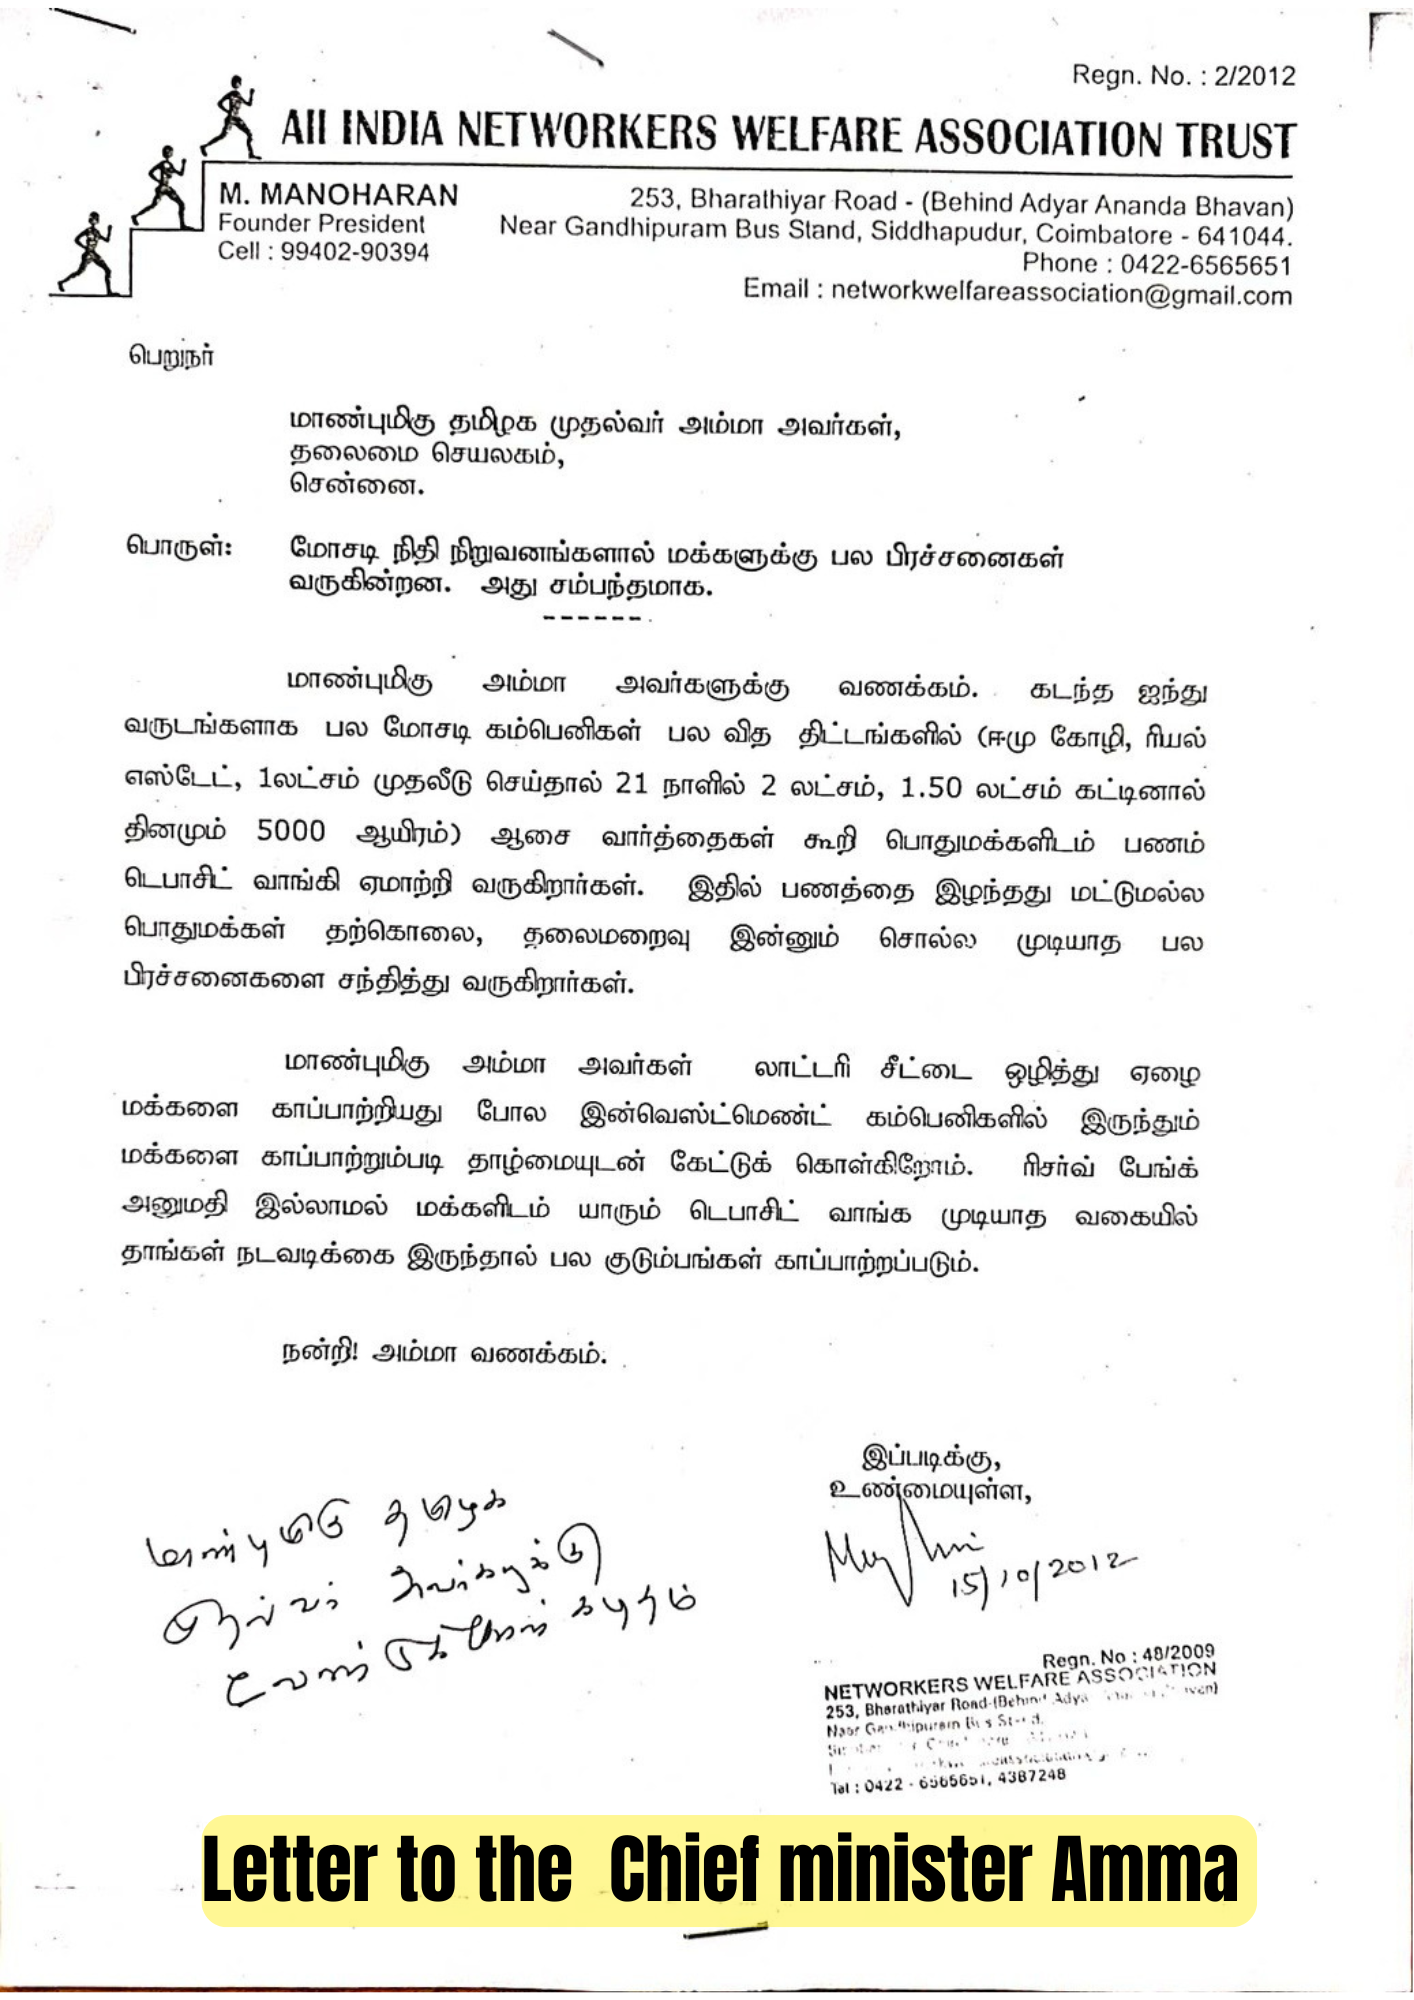 Regn. No. : 2/2012
All INDIA NETWORKERS WELFARE ASSOCIATION TRUST
M. MANOHARAN
Founder President
Cell : 99402-90394
253, Bharathiyar Road - (Behind Adyar Ananda Bhavan)
Near Gandhipuram Bus Stand, Siddhapudur, Coimbatore - 641044.
Phone : 0422-6565651
Email : networkwelfareassociation@gmail.com
பெறுநர்
மாண்புமிகு தமிழக முதல்வர் அம்மா அவர்கள்,
தலைமை செயலகம்,
சென்னை.
பொருள்: மோசடி நிதி நிறுவனங்களால் மக்களுக்கு பல பிரச்சனைகள்
வருகின்றன. அது சம்பந்தமாக.
------
மாண்புமிகு அம்மா அவர்களுக்கு வணக்கம். கடந்த ஐந்து
வருடங்களாக பல மோசடி கம்பெனிகள் பல வித திட்டங்களில் (ஈமு கோழி, ரியல்
எஸ்டேட், 1லட்சம் முதலீடு செய்தால் 21 நாளில் 2 லட்சம், 1.50 லட்சம் கட்டினால்
தினமும் 5000 ஆயிரம்) ஆசை வார்த்தைகள் கூறி பொதுமக்களிடம் பணம்
டெபாசிட் வாங்கி ஏமாற்றி வருகிறார்கள். இதில் பணத்தை இழந்தது மட்டுமல்ல
பொதுமக்கள் தற்கொலை, தலைமறைவு இன்னும் சொல்ல முடியாத பல
பிரச்சனைகளை சந்தித்து வருகிறார்கள்.
மாண்புமிகு அம்மா அவர்கள் லாட்டரி சீட்டை ஒழித்து ஏழை
மக்களை காப்பாற்றியது போல இன்வெஸ்ட்மெண்ட் கம்பெனிகளில் இருந்தும்
மக்களை காப்பாற்றும்படி தாழ்மையுடன் கேட்டுக் கொள்கிறோம். ரிசர்வ் பேங்க்
அனுமதி இல்லாமல் மக்களிடம் யாரும் டெபாசிட் வாங்க முடியாத வகையில்
தாங்கள் நடவடிக்கை இருந்தால் பல குடும்பங்கள் காப்பாற்றப்படும்.
நன்றி! அம்மா வணக்கம்.
இப்படிக்கு,
உண்மையுள்ள,
15/10/2012
மாண்புமிகு தமிழக
முதல்வர் அவர்களுக்கு
வேண்டுகோள் கடிதம்
Regn. No : 48/2009
NETWORKERS WELFARE ASSOCIATION
253, Bharathiyar Road-(Behind
Near Gandhipuram Bus Stand,
Tel : 0422 - 6565651, 4387248
Letter to the Chief minister Amma